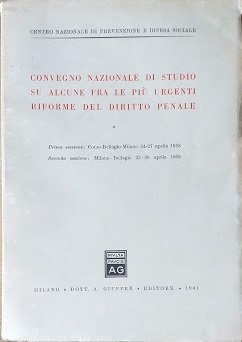 CENTRO NAZIONALE DI PREVENZIONE E DIFESA SOCIALE
CONVEGNO NAZIONALE DI STUDIO
SU ALCUNE FRA LE PIÙ URGENTI
RIFORME DEL DIRITTO PENALE
*
Prima sessione: Como-Bellagio-Milano 24-27 aprile 1958
Seconda sessione: Milano-Bellagio 23-26 aprile 1959
MVLTA
PAVCIS
AG
MILANO • DOTT. A. GIUFFRÈ • EDITORE • 1961